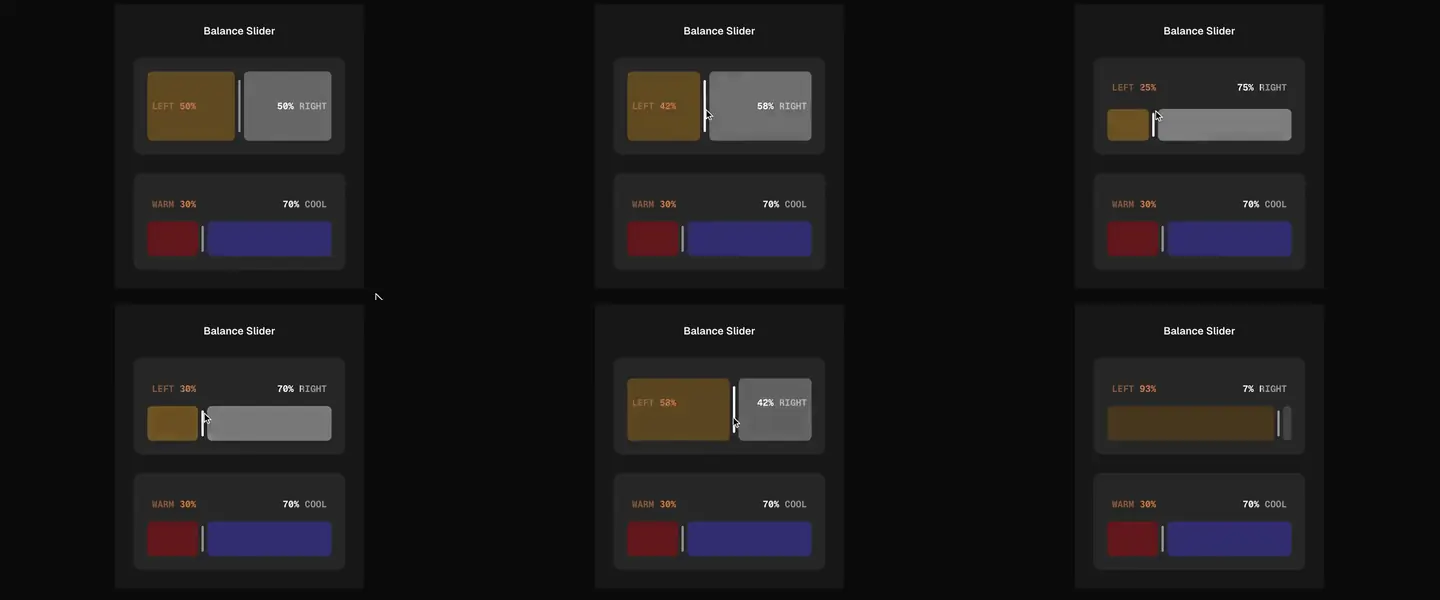 Balance Slider
LEFT 50% 50% RIGHT
WARM 30% 70% COOL
Balance Slider
LEFT 42% 58% RIGHT
WARM 30% 70% COOL
Balance Slider
LEFT 25% 75% RIGHT
WARM 30% 70% COOL
Balance Slider
LEFT 30% 70% RIGHT
WARM 30% 70% COOL
Balance Slider
LEFT 58% 42% RIGHT
WARM 30% 70% COOL
Balance Slider
LEFT 93% 7% RIGHT
WARM 30% 70% COOL